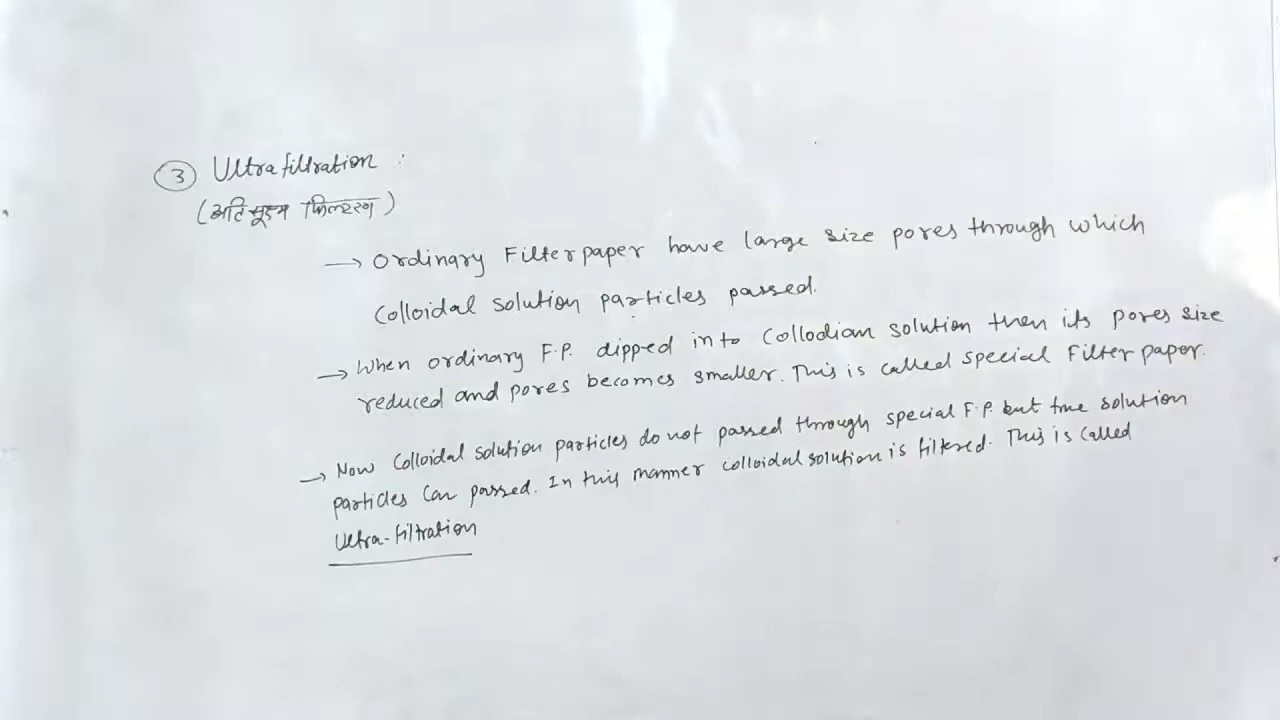 3 Ultrafiltration :
(अतिसूक्ष्म फिल्टरण)
→ Ordinary Filter paper have large size pores through which
Colloidal solution particles passed.
→ When ordinary F.P. dipped into Collodian solution then its pores size
reduced and pores becomes smaller. This is called special Filter paper.
→ Now Colloidal solution particles do not passed through special F.P. but true solution
particles can passed. In this manner colloidal solution is filtered. This is called
Ultra-filtration